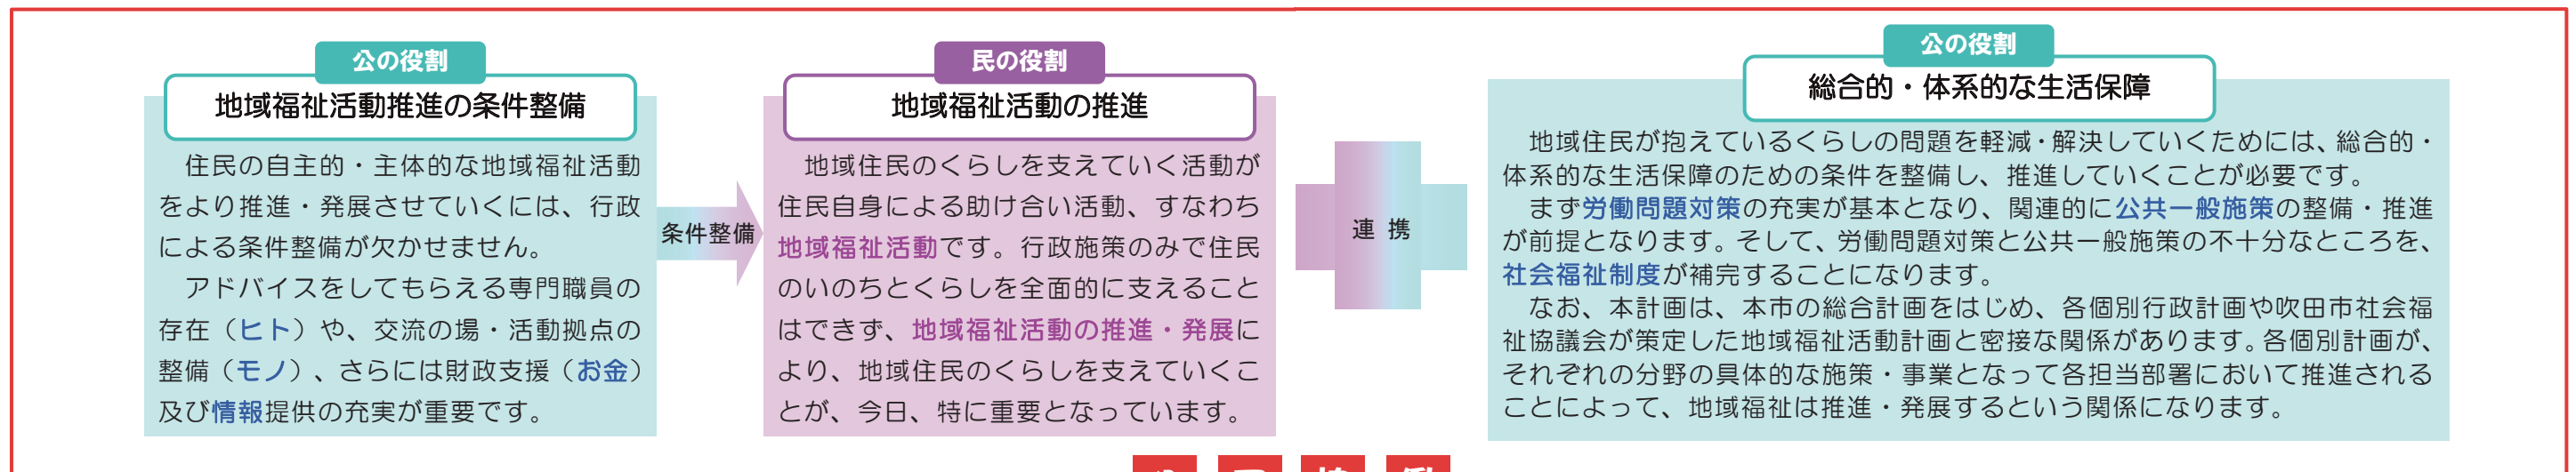 公の役割
地域福祉活動推進の条件整備
住民の自主的・主体的な地域福祉活動
をより推進・発展させていくには、行政
による条件整備が欠かせません。
アドバイスをしてもらえる専門職員の
存在（ヒト）や、交流の場・活動拠点の
整備（モノ）、さらには財政支援（お金）
及び情報提供の充実が重要です。
条件整備
民の役割
地域福祉活動の推進
地域住民のくらしを支えていく活動が
住民自身による助け合い活動、すなわち
地域福祉活動です。行政施策のみで住民
のいのちとくらしを全面的に支えること
はできず、地域福祉活動の推進・発展に
より、地域住民のくらしを支えていくこ
とが、今日、特に重要となっています。
連 携
公の役割
総合的・体系的な生活保障
地域住民が抱えているくらしの問題を軽減・解決していくためには、総合的・
体系的な生活保障のための条件を整備し、推進していくことが必要です。
まず労働問題対策の充実が基本となり、関連的に公共一般施策の整備・推進
が前提となります。そして、労働問題対策と公共一般施策の不十分なところを、
社会福祉制度が補完することになります。
なお、本計画は、本市の総合計画をはじめ、各個別行政計画や吹田市社会福
祉協議会が策定した地域福祉活動計画と密接な関係があります。各個別計画が、
それぞれの分野の具体的な施策・事業となって各担当部署において推進される
ことによって、地域福祉は推進・発展するという関係になります。